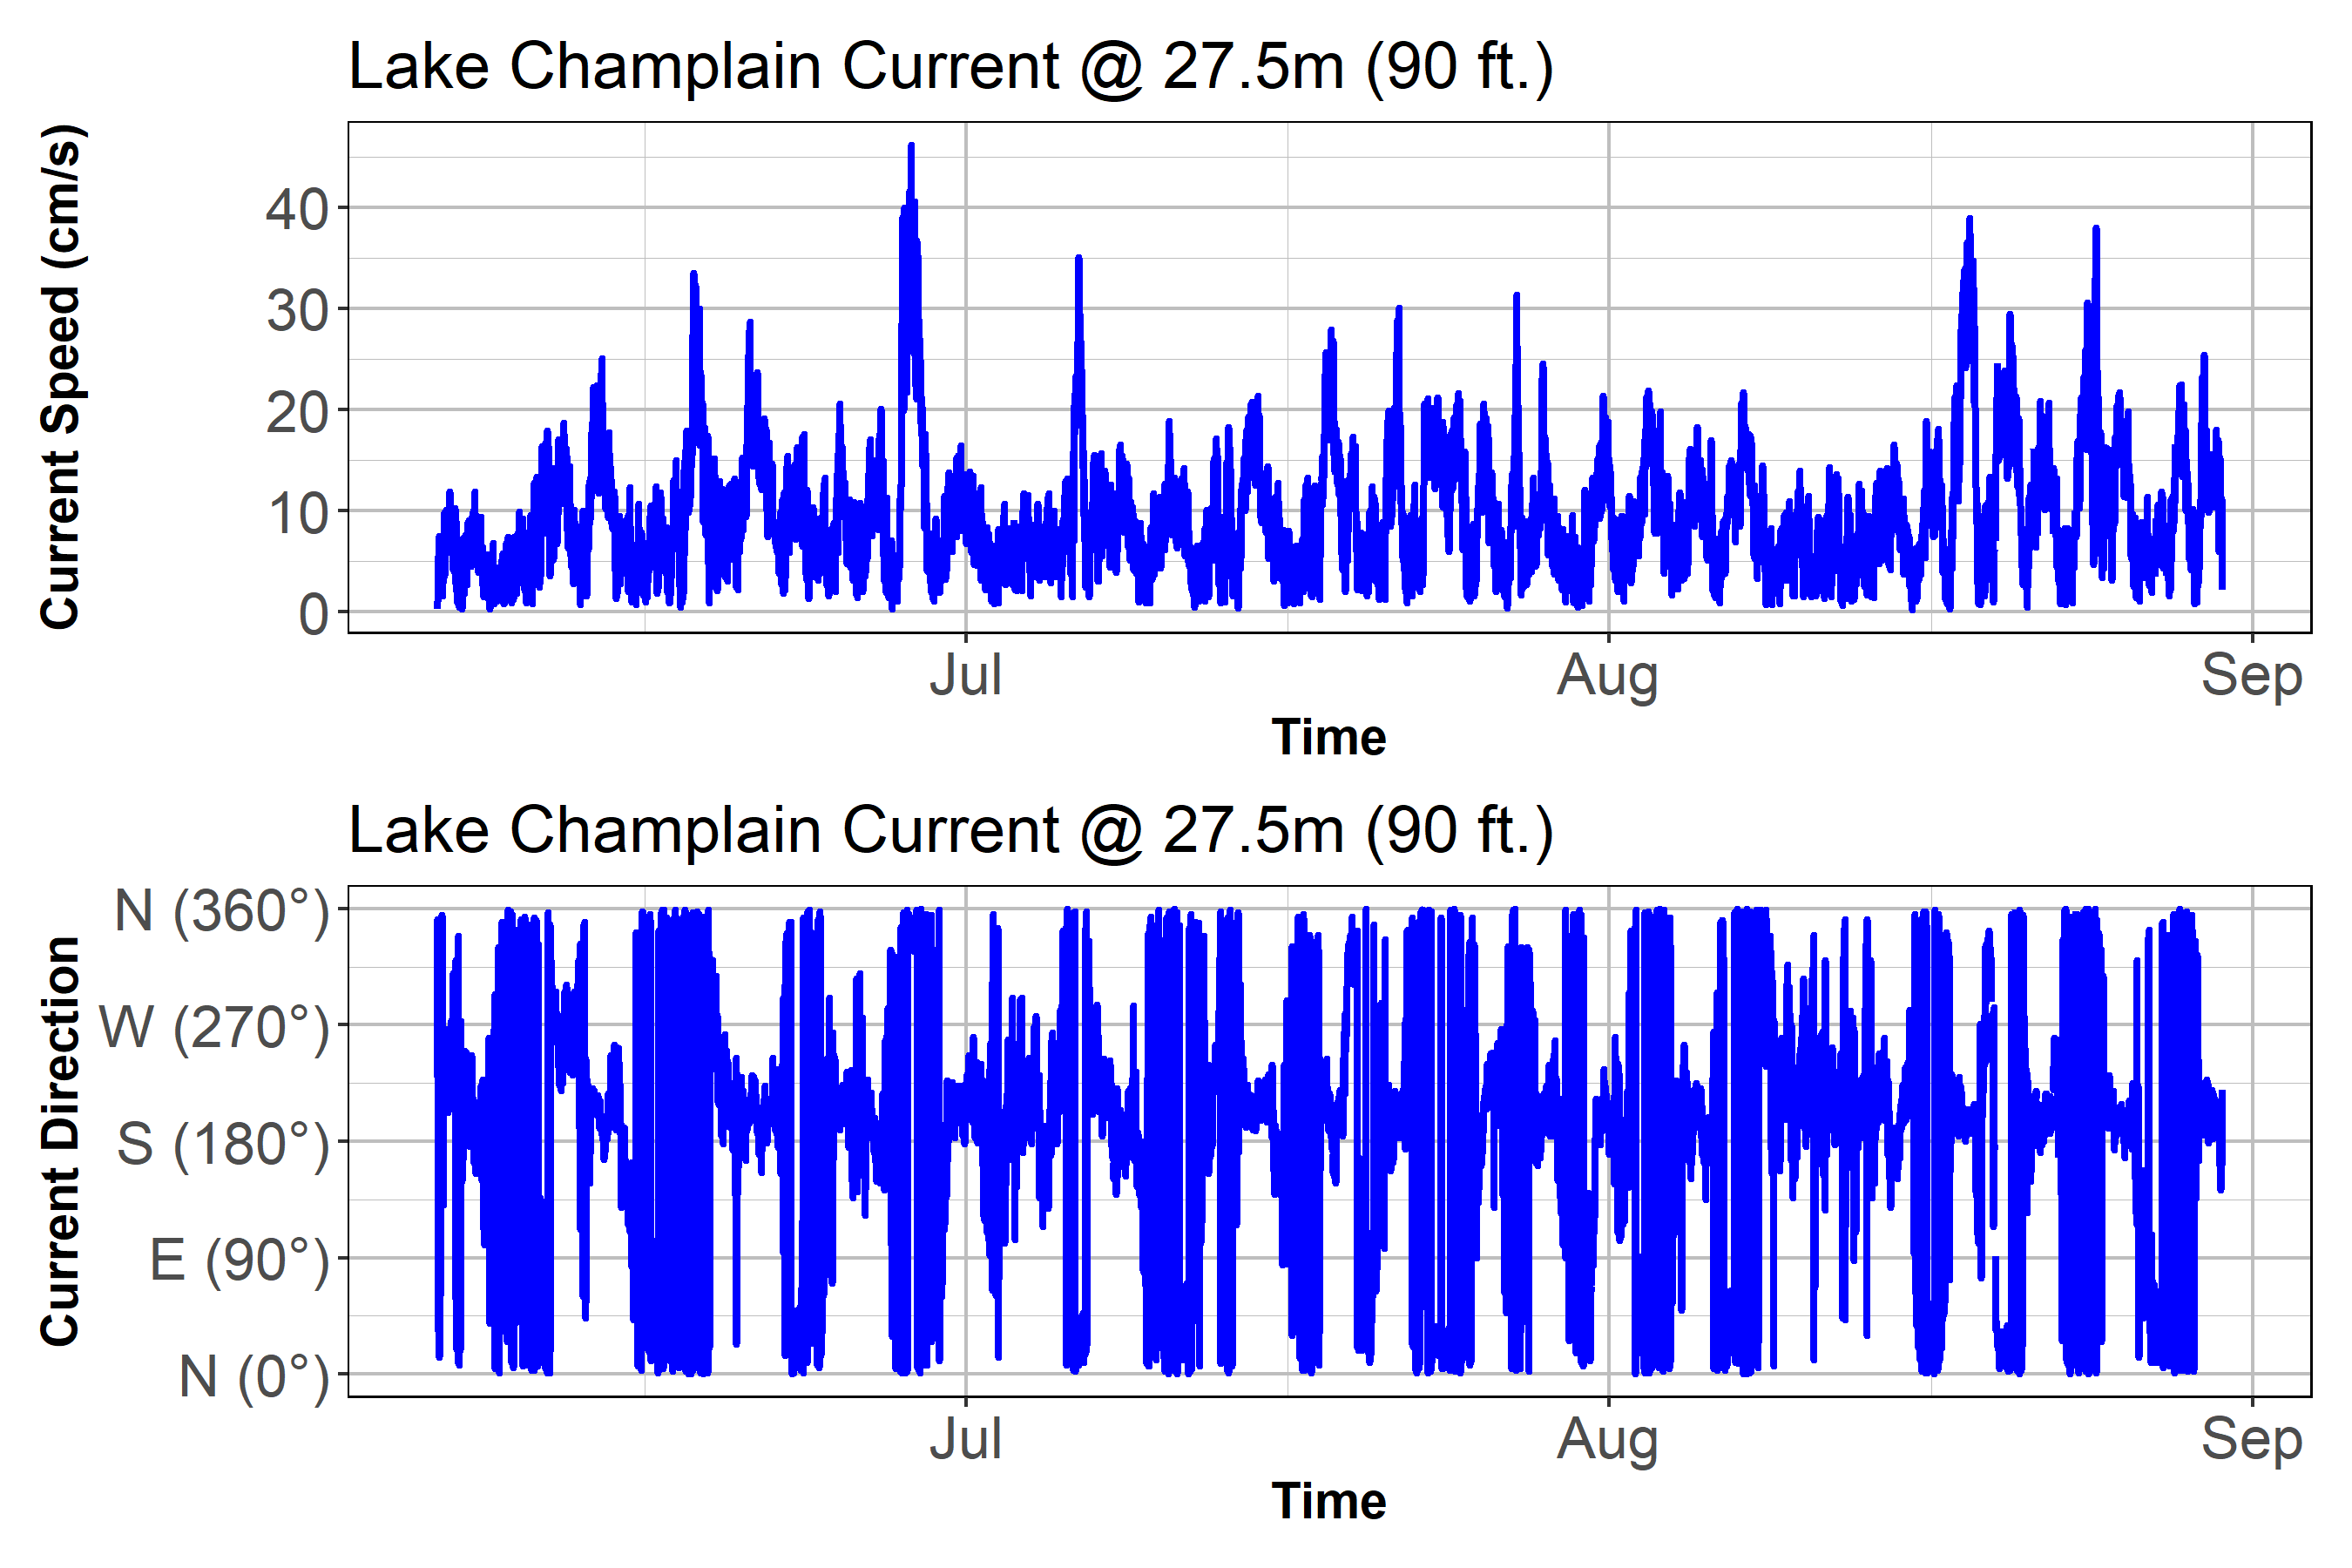 Lake Champlain Current @ 27.5m (90 ft.)
Current Speed (cm/s)
40
30
20
10
0
Jul Aug Sep
Time
Lake Champlain Current @ 27.5m (90 ft.)
Current Direction
N (360°)
W (270°)
S (180°)
E (90°)
N (0°)
Jul Aug Sep
Time